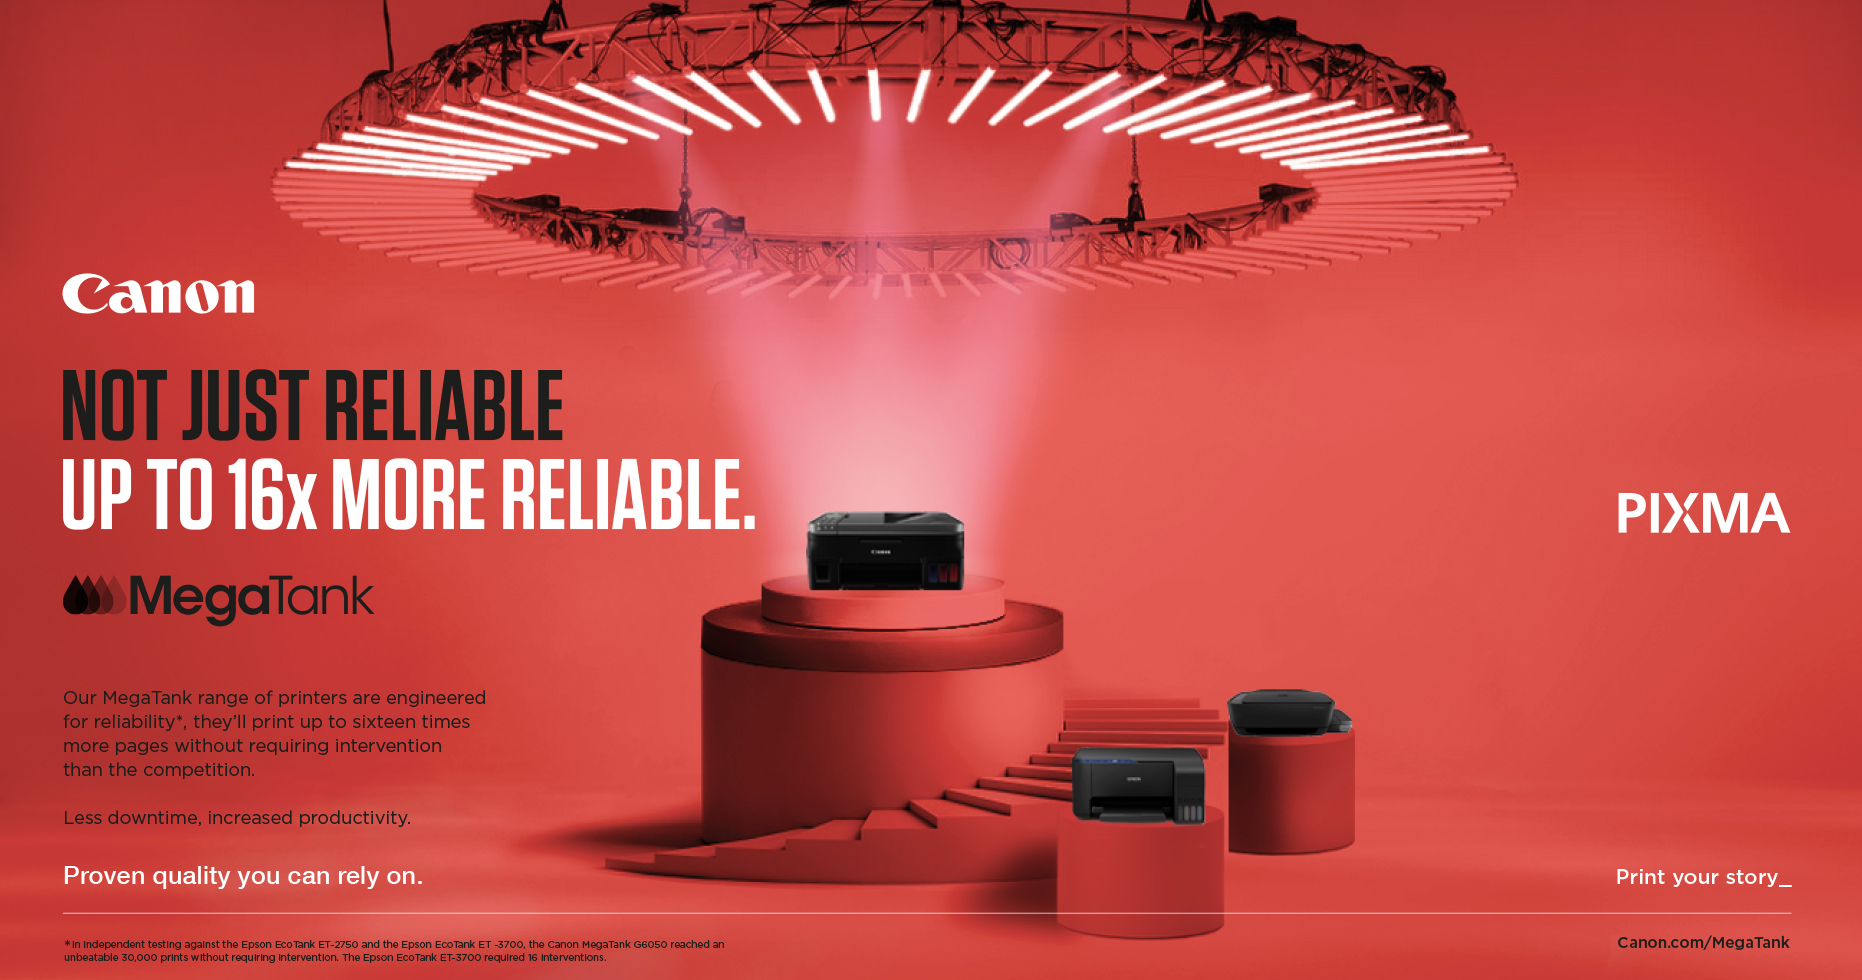 Canon
NOT JUST RELIABLE
UP TO 16x MORE RELIABLE.
MegaTank
Our MegaTank range of printers are engineered
for reliability*, they'll print up to sixteen times
more pages without requiring intervention
than the competition.
Less downtime, increased productivity.
Proven quality you can rely on.
*In independent testing against the Epson EcoTank ET-2750 and the Epson EcoTank ET -3700, the Canon MegaTank G6050 reached an
unbeatable 30,000 prints without requiring intervention. The Epson EcoTank ET-3700 required 16 interventions.
Canon
EPSON
PIXMA
Print your story_
Canon.com/MegaTank